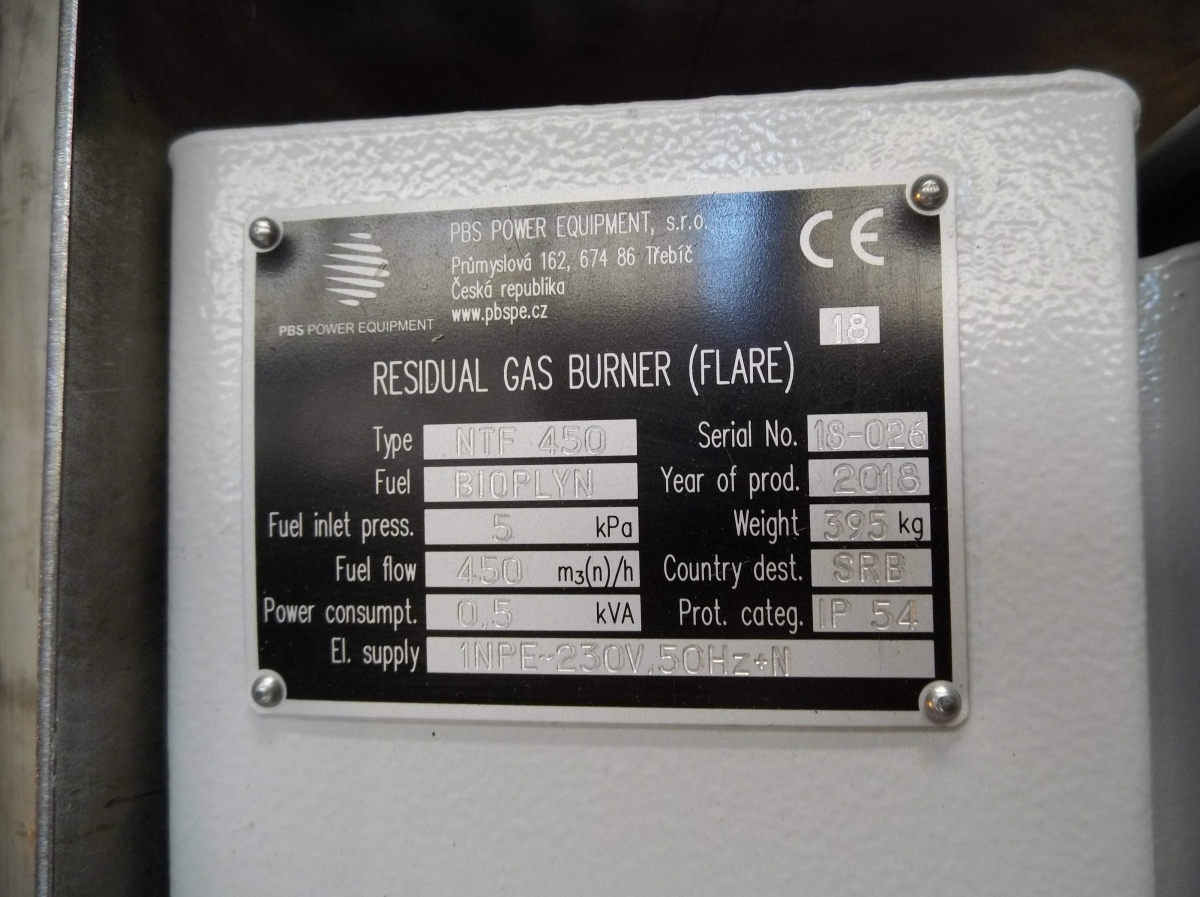 PBS POWER EQUIPMENT, s.r.o.
Průmyslová 162, 674 86 Třebíč
Česká republika
www.pbspe.cz
PBS POWER EQUIPMENT
CE
18
RESIDUAL GAS BURNER (FLARE)
Type NTF 450 Serial No. 18-026
Fuel BIOPLYN Year of prod. 2018
Fuel inlet press. 5 kPa Weight 395 kg
Fuel flow 450 m3(n)/h Country dest. SRB
Power consumpt. 0,5 kVA Prot. categ. IP 54
El. supply 1NPE~230V,50Hz+N